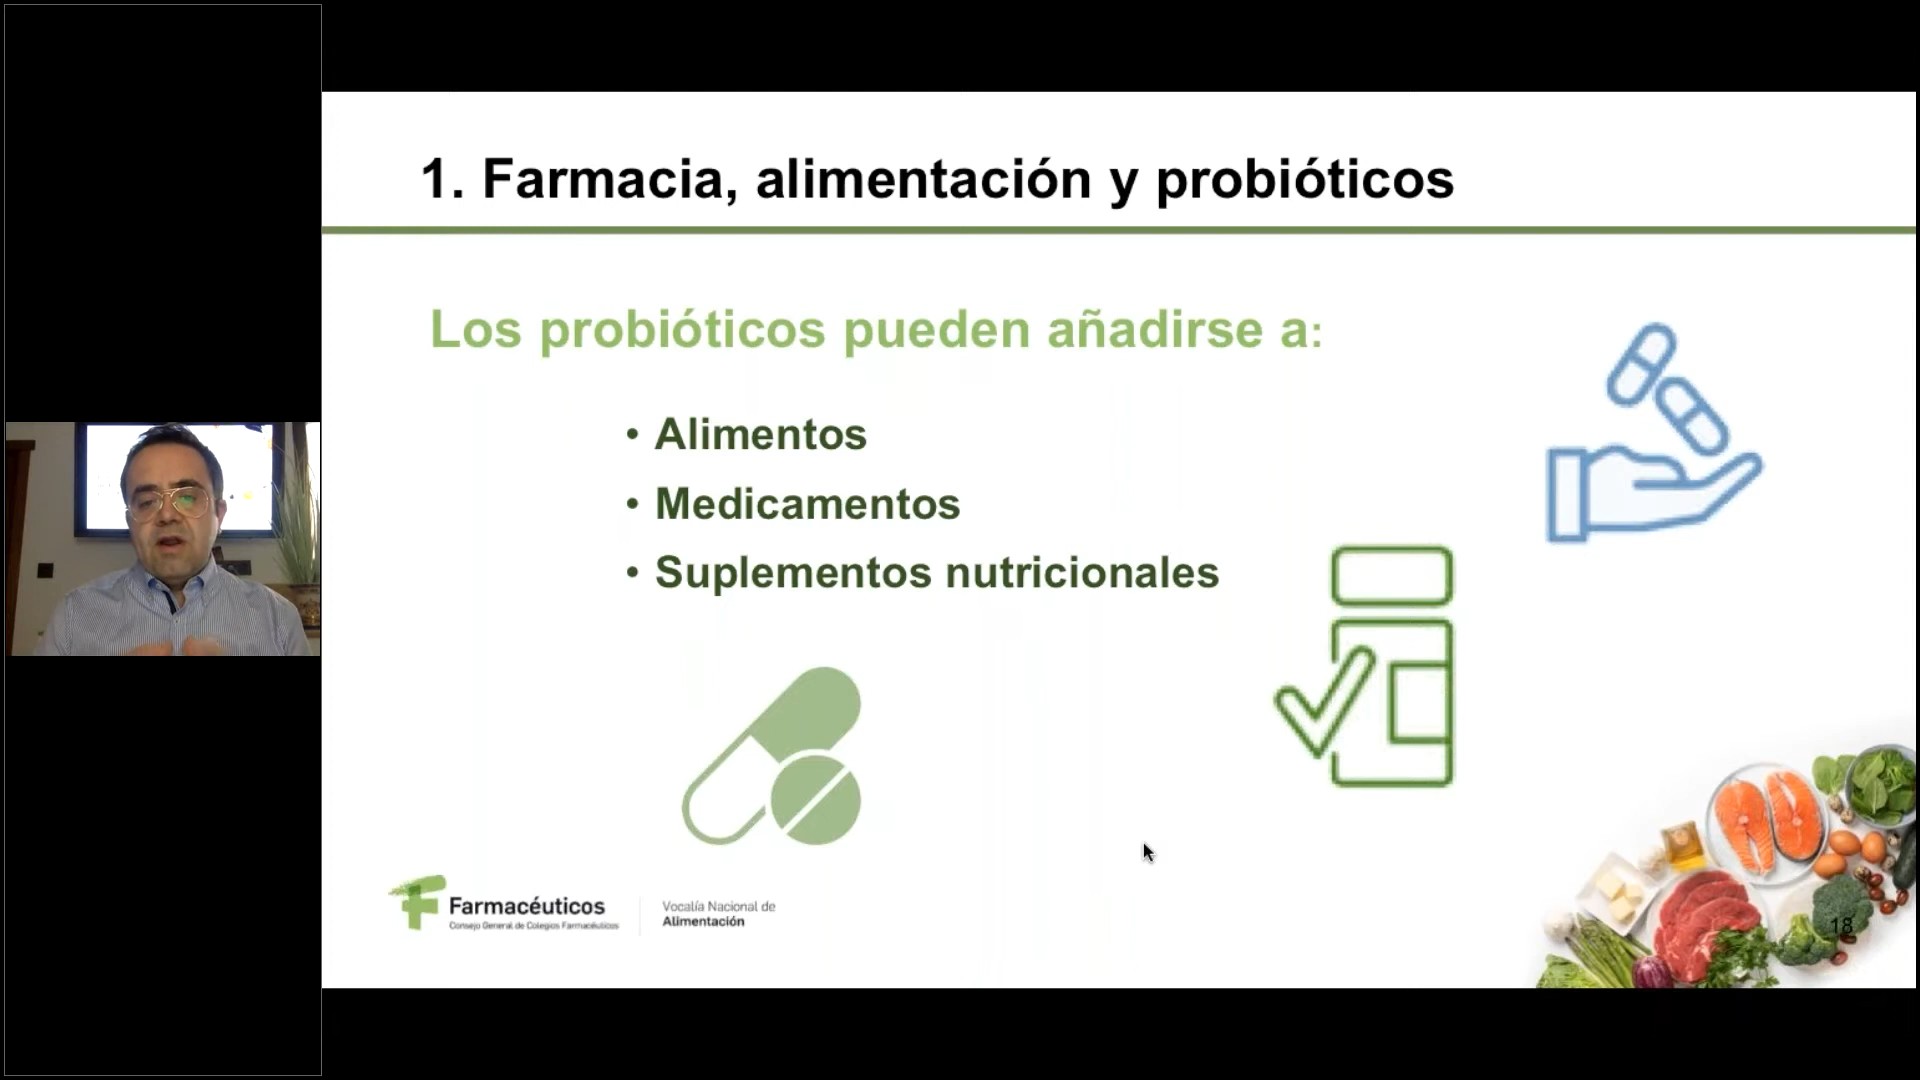 1. Farmacia, alimentación y probióticos
Los probióticos pueden añadirse a:
• Alimentos
• Medicamentos
• Suplementos nutricionales
Farmacéuticos
Consejo General de Colegios Farmacéuticos
Vocalía Nacional de
Alimentación
18